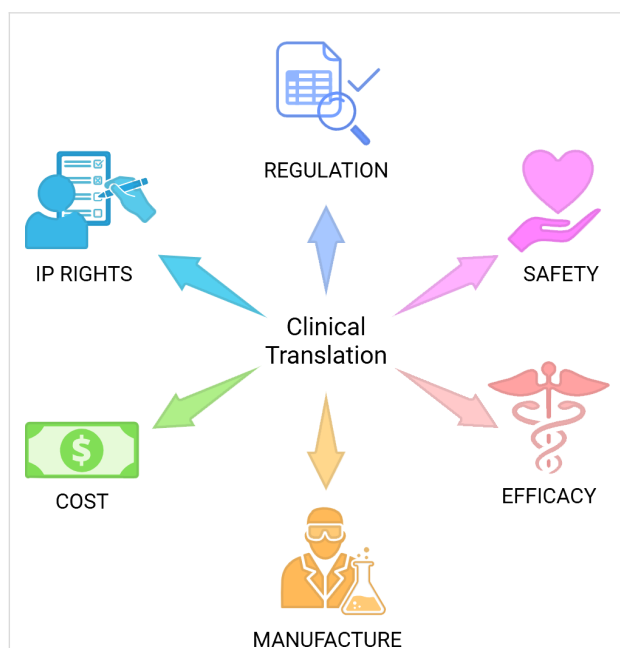 REGULATION
IP RIGHTS
SAFETY
Clinical
Translation
$
COST
EFFICACY
MANUFACTURE